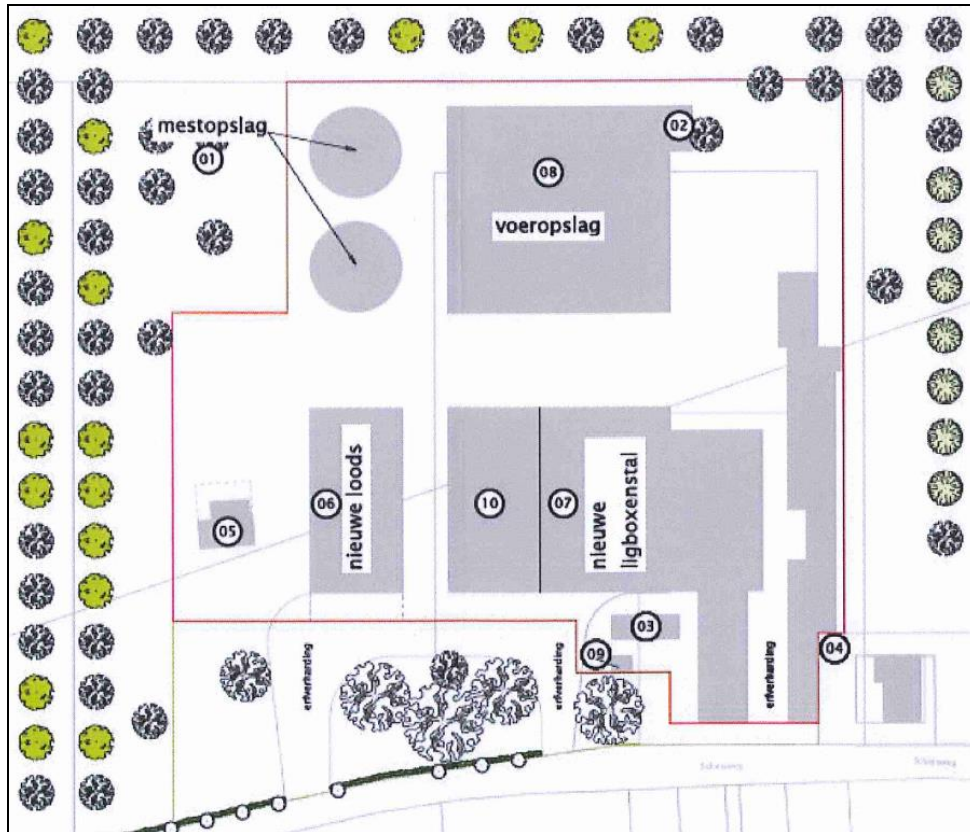 mestopslag
01
02
08
voeropslag
05
06
nieuwe loods
10
07
nieuwe
ligboxenstal
03
09
04
erfverharding
erfverharding
erfverharding